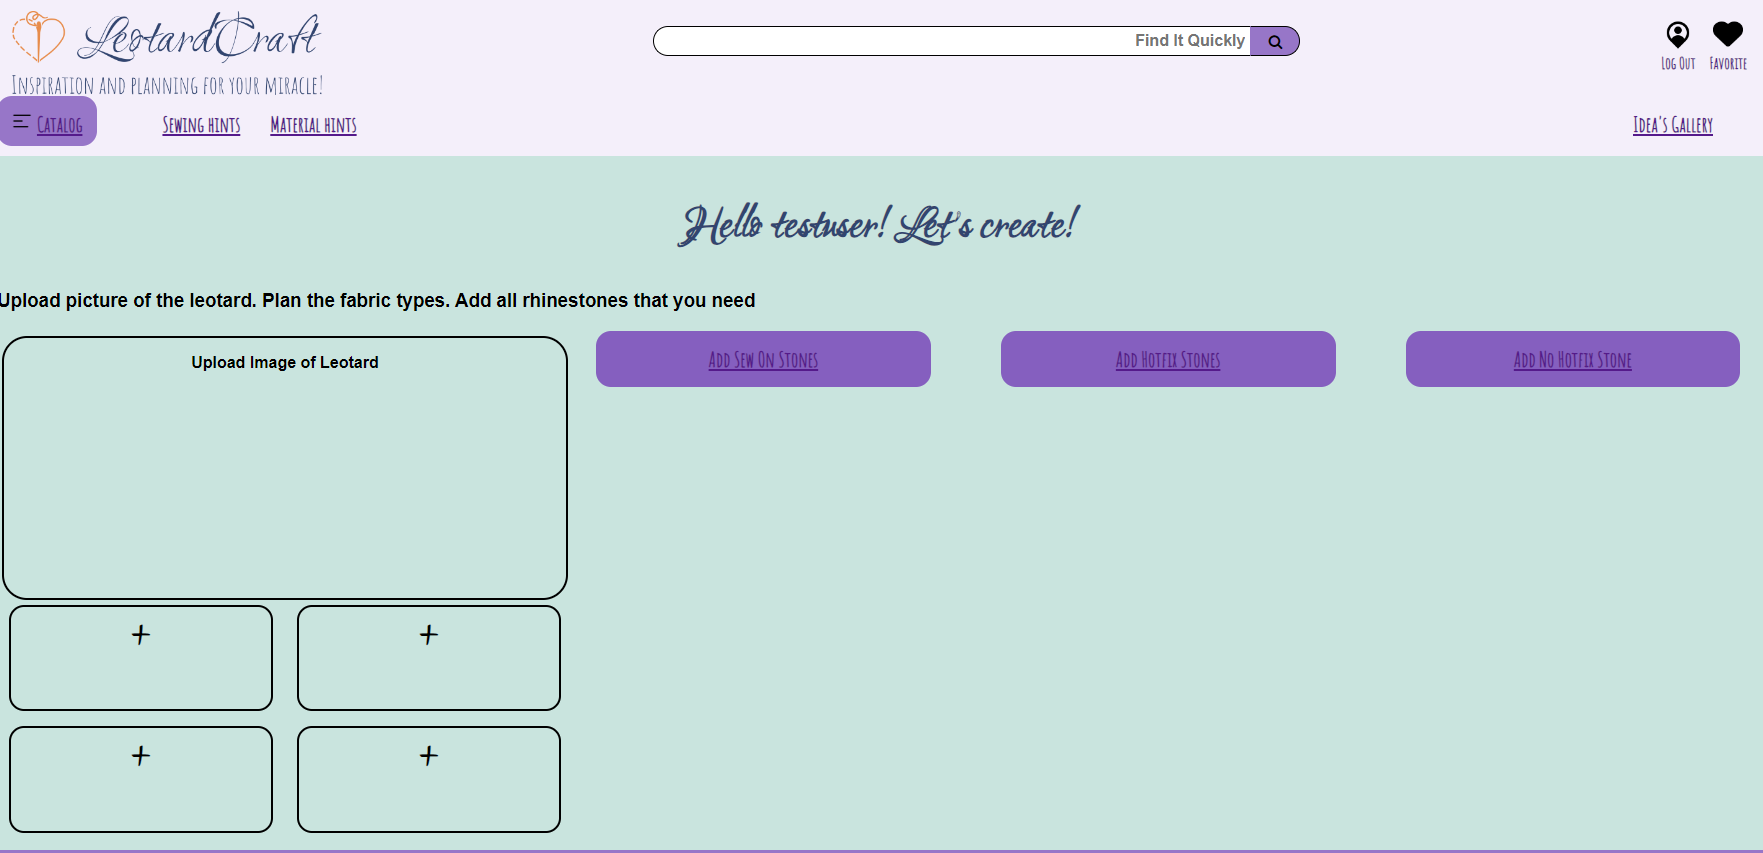 LeotardCraft
Inspiration and planning for your miracle!
Find It Quickly
Log Out
Favorite
Catalog
Sewing hints
Material hints
Idea's Gallery
Hello testuser! Let's create!
Upload picture of the leotard. Plan the fabric types. Add all rhinestones that you need
Upload Image of Leotard
Add Sew On Stones
Add Hotfix Stones
Add No Hotfix Stone
+
+
+
+